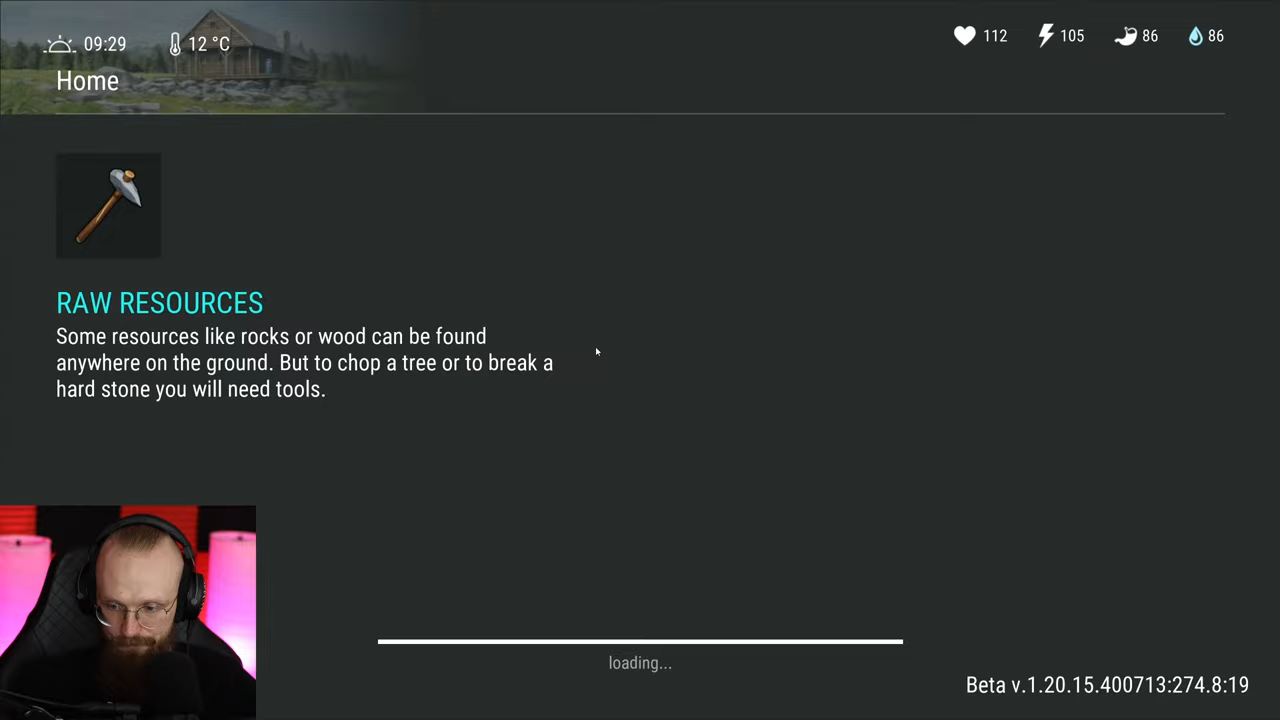 09:29 12 °C 112 105 86 86
Home
RAW RESOURCES
Some resources like rocks or wood can be found
anywhere on the ground. But to chop a tree or to break a
hard stone you will need tools.
loading...
Beta v.1.20.15.400713:274.8:19